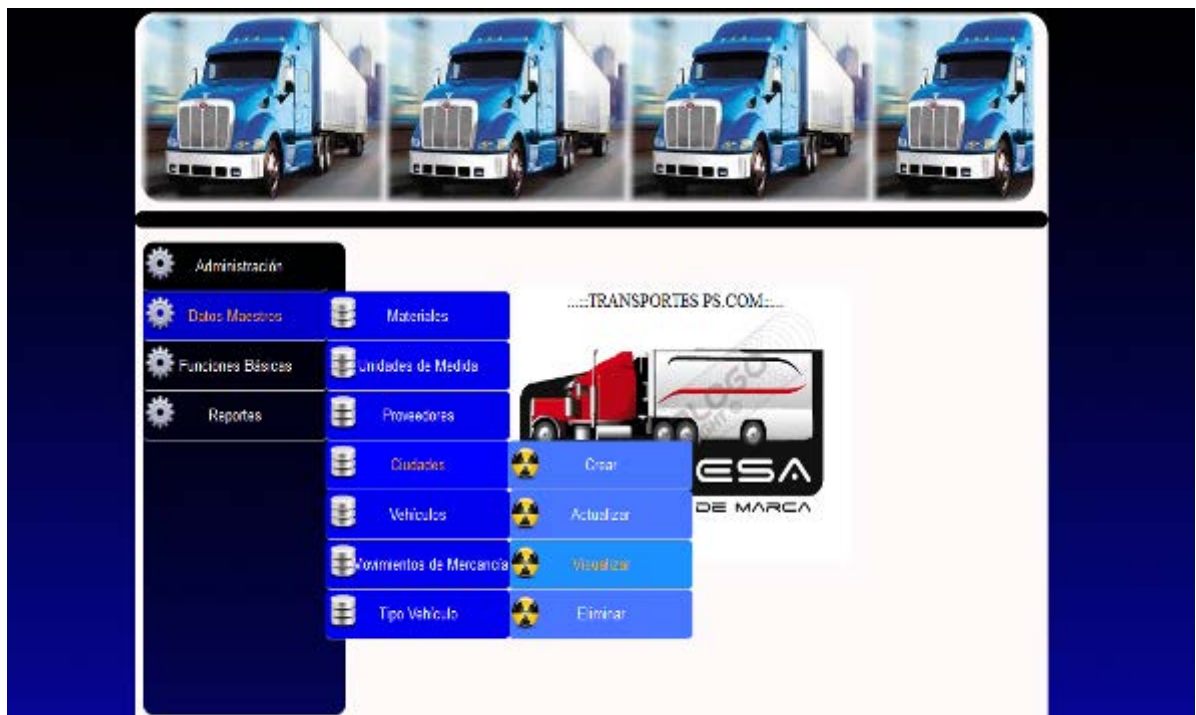 Administración
Datos Maestros
Funciones Básicas
Reportes
Materiales
Unidades de Medida
Proveedores
Ciudades
Vehículos
Movimientos de Mercancía
Tipo Vehículo
Crear
Actualizar
Visualizar
Eliminar
...::TRANSPORTES PS.COM::...
ESA
DE MARCA